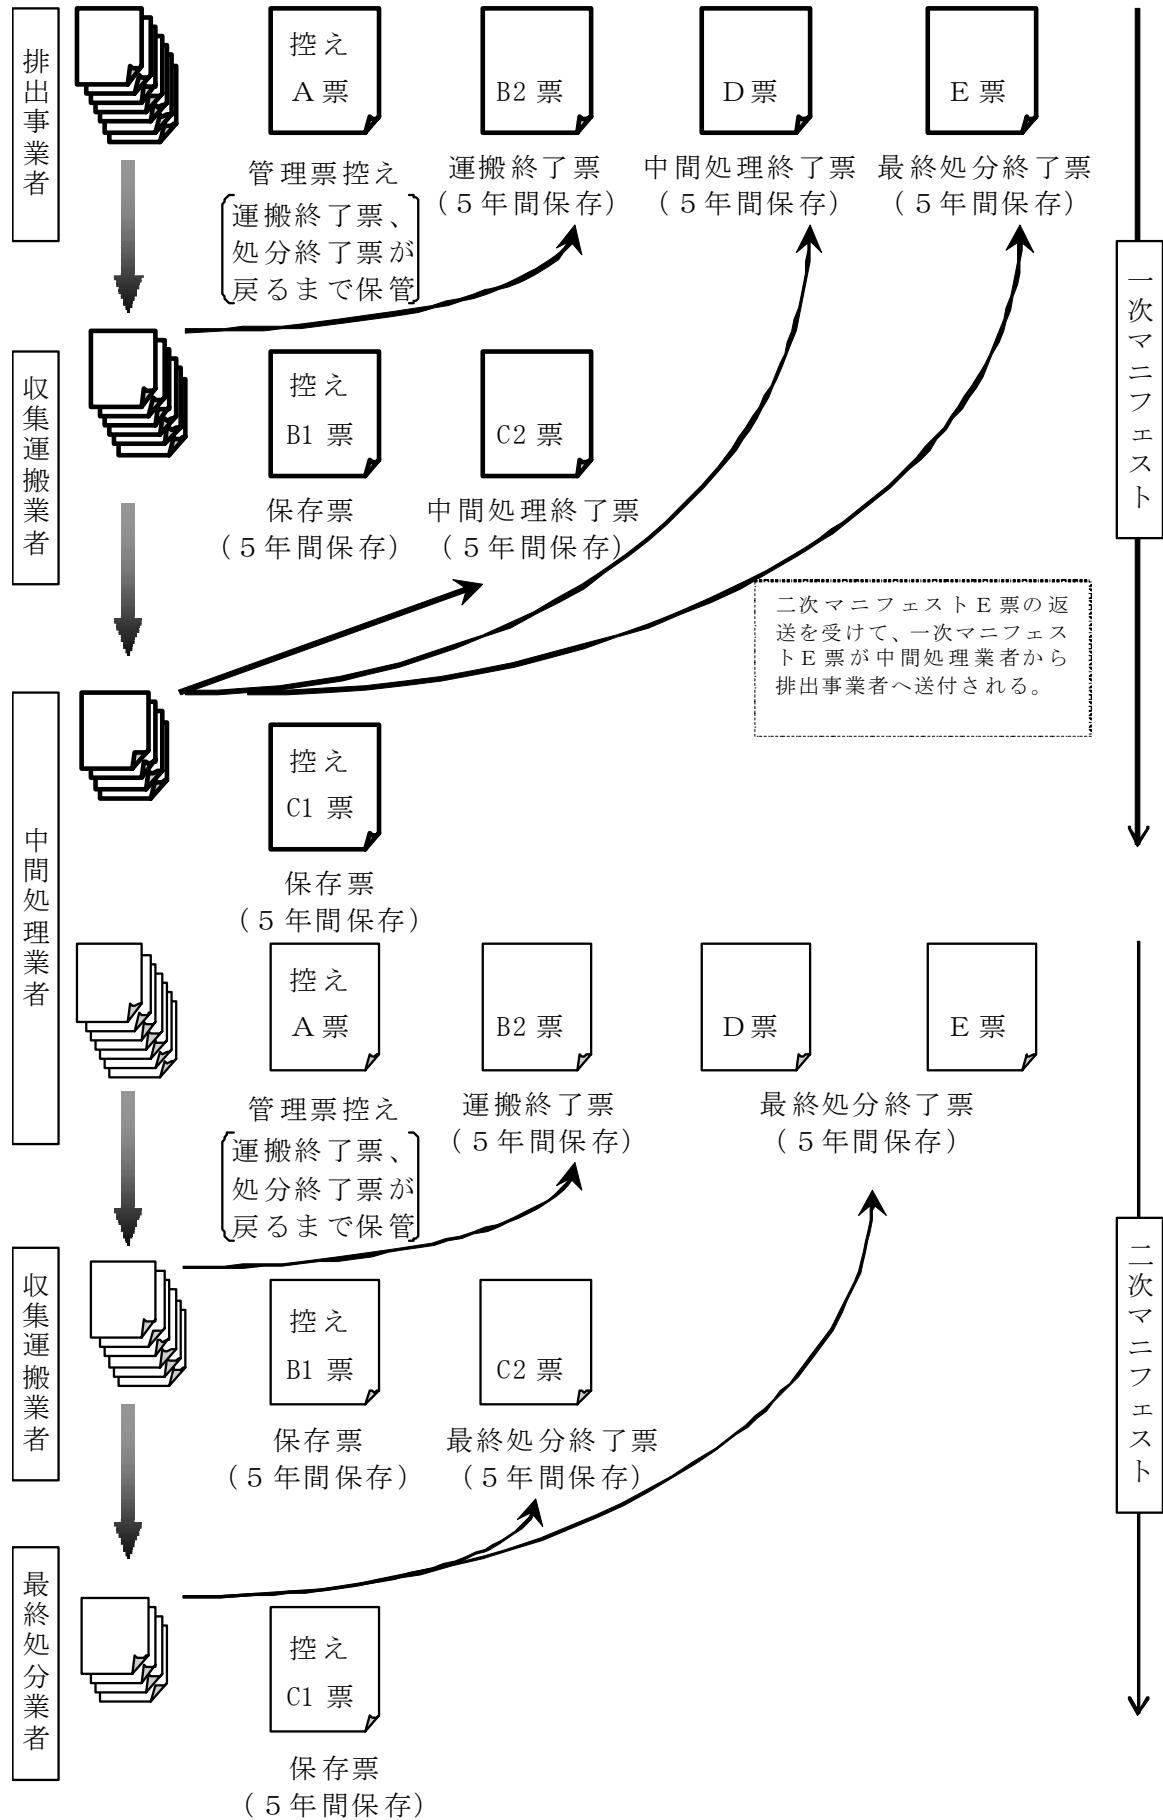 排出事業者
控え
A票
B2票
D票
E票
管理票控え
運搬終了票、
処分終了票が
戻るまで保管
運搬終了票
(5年間保存)
中間処理終了票
(5年間保存)
最終処分終了票
(5年間保存)
一次マニフェスト
収集運搬業者
控え
B1票
C2票
保存票
(5年間保存)
中間処理終了票
(5年間保存)
二次マニフェストE票の返
送を受けて、一次マニフェス
トE票が中間処理業者から
排出事業者へ送付される。
中間処理業者
控え
C1票
保存票
(5年間保存)
控え
A票
B2票
D票
E票
管理票控え
運搬終了票、
処分終了票が
戻るまで保管
運搬終了票
(5年間保存)
最終処分終了票
(5年間保存)
二次マニフェスト
収集運搬業者
控え
B1票
C2票
保存票
(5年間保存)
最終処分終了票
(5年間保存)
最終処分業者
控え
C1票
保存票
(5年間保存)